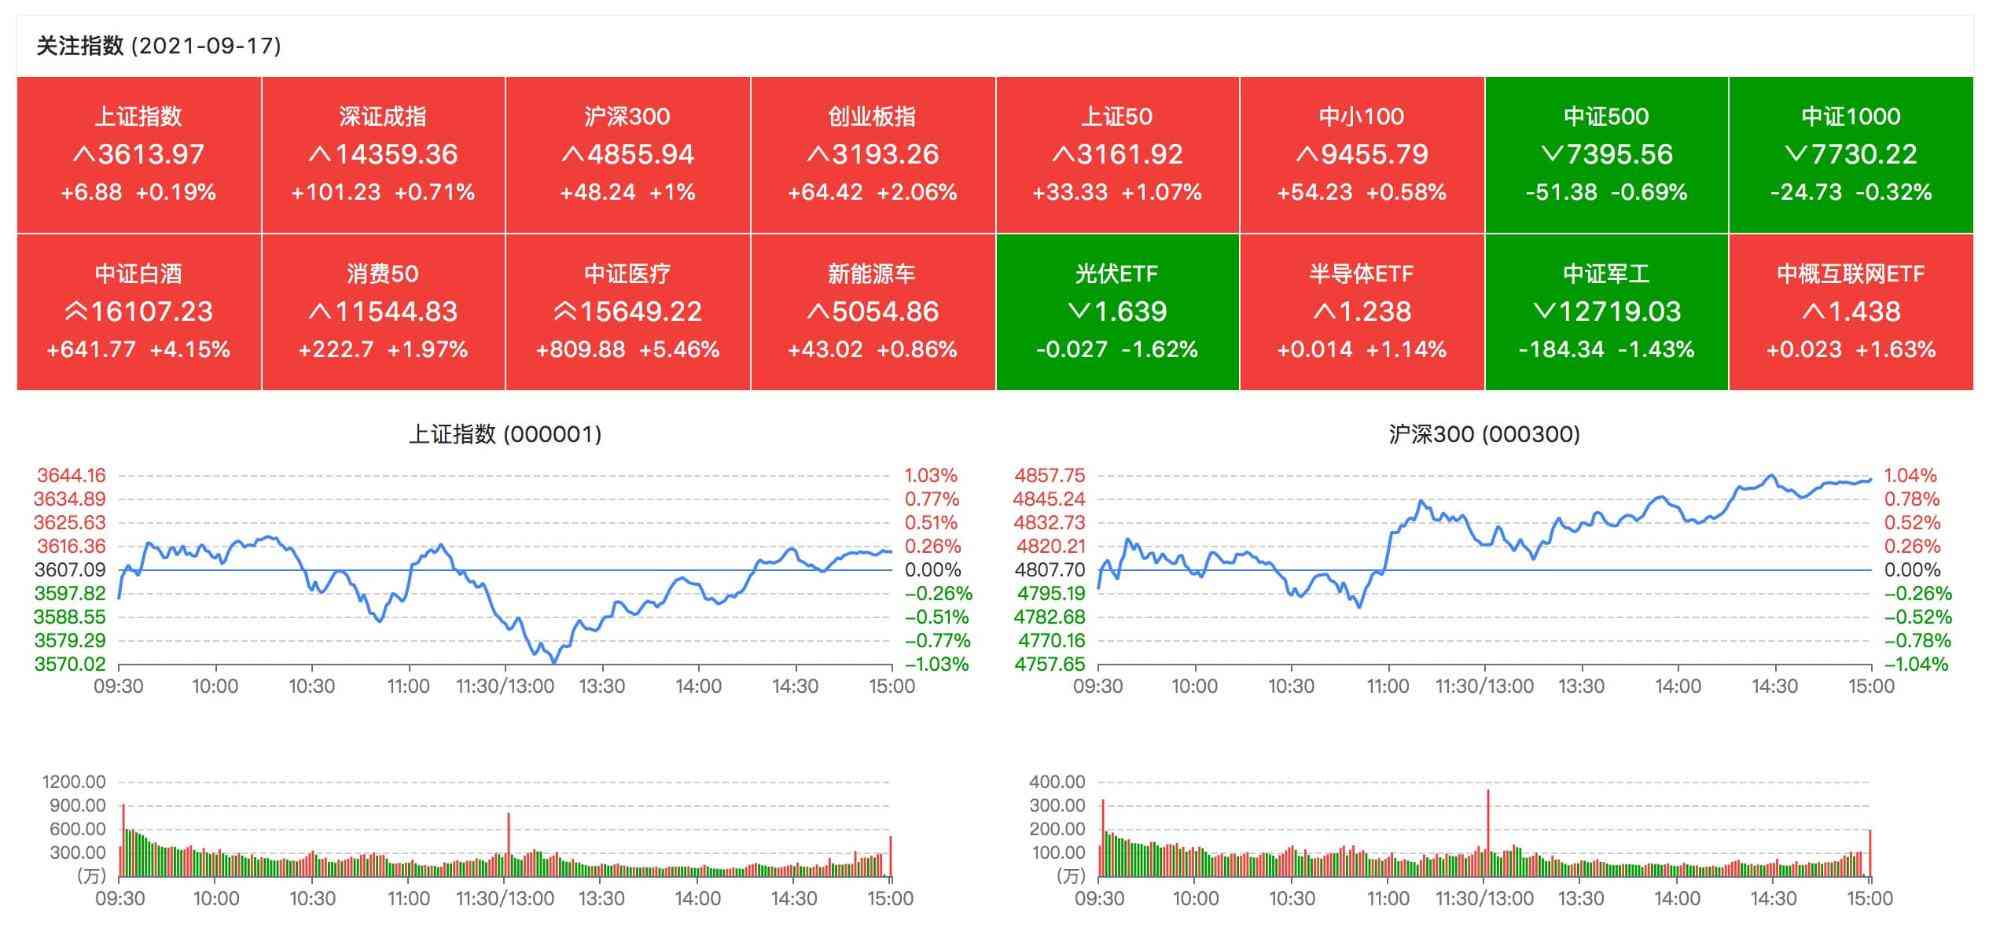 关注指数 (2021-09-17)
上证指数
3613.97
+6.88 +0.19%
深证成指
14359.36
+101.23 +0.71%
沪深300
4855.94
+48.24 +1%
创业板指
3193.26
+64.42 +2.06%
上证50
3161.92
+33.33 +1.07%
中小100
9455.79
+54.23 +0.58%
中证500
7395.56
-51.38 -0.69%
中证1000
7730.22
-24.73 -0.32%
中证白酒
16107.23
+641.77 +4.15%
消费50
11544.83
+222.7 +1.97%
中证医疗
15649.22
+809.88 +5.46%
新能源车
5054.86
+43.02 +0.86%
光伏ETF
1.639
-0.027 -1.62%
半导体ETF
1.238
+0.014 +1.14%
中证军工
12719.03
-184.34 -1.43%
中概互联网ETF
1.438
+0.023 +1.63%
上证指数 (000001)
3644.16 1.03%
3634.89 0.77%
3625.63 0.51%
3616.36 0.26%
3607.09 0.00%
3597.82 -0.26%
3588.55 -0.51%
3579.29 -0.77%
3570.02 -1.03%
09:30 10:00 10:30 11:00 11:30/13:00 13:30 14:00 14:30 15:00
1200.00
900.00
600.00
300.00
(万)
09:30 10:00 10:30 11:00 11:30/13:00 13:30 14:00 14:30 15:00
沪深300 (000300)
4857.75 1.04%
4845.24 0.78%
4832.73 0.52%
4820.21 0.26%
4807.70 0.00%
4795.19 -0.26%
4782.68 -0.52%
4770.16 -0.78%
4757.65 -1.04%
09:30 10:00 10:30 11:00 11:30/13:00 13:30 14:00 14:30 15:00
400.00
300.00
200.00
100.00
(万)
09:30 10:00 10:30 11:00 11:30/13:00 13:30 14:00 14:30 15:00